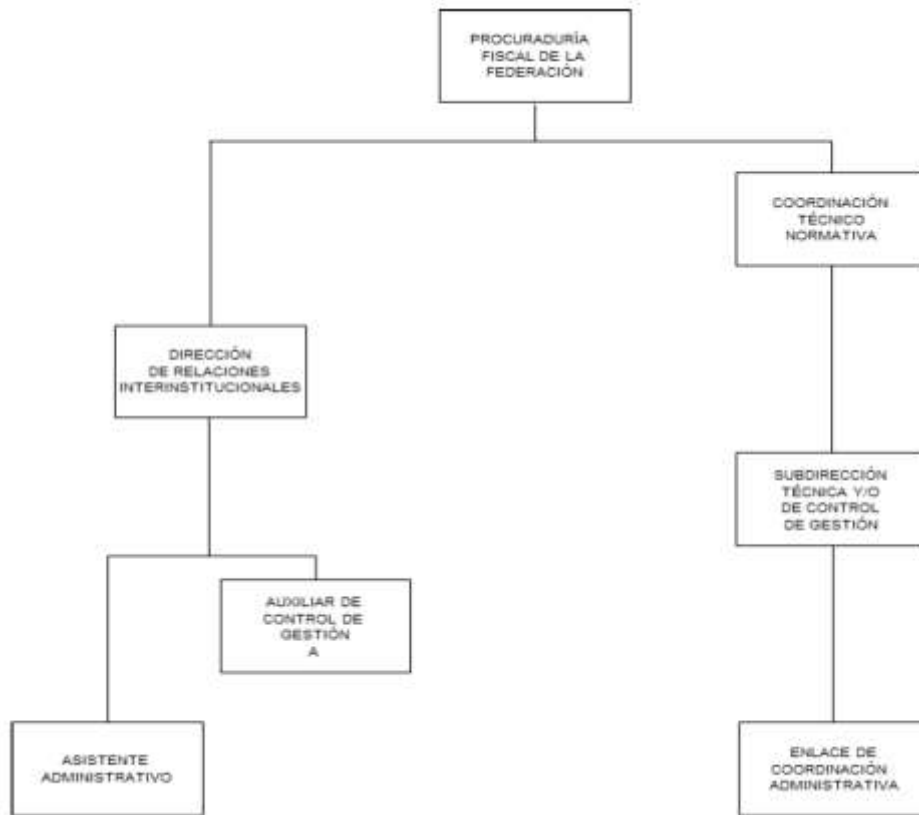 PROCURADURÍA
FISCAL DE LA
FEDERACIÓN
COORDINACIÓN
TÉCNICO
NORMATIVA
DIRECCIÓN
DE RELACIONES
INTERINSTITUCIONALES
SUBDIRECCIÓN
TÉCNICA Y/O
DE CONTROL
DE GESTIÓN
AUXILIAR DE
CONTROL DE
GESTIÓN
A
ASISTENTE
ADMINISTRATIVO
ENLACE DE
COORDINACIÓN
ADMINISTRATIVA